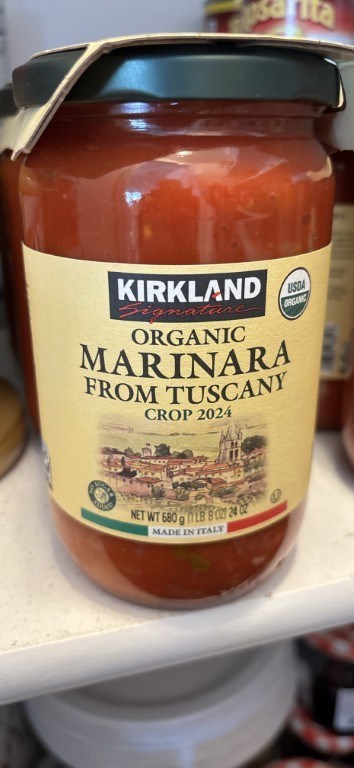 KIRKLAND
Signature
USDA
ORGANIC
ORGANIC
MARINARA
FROM TUSCANY
CROP 2024
NET WT 680 g (1 LB 8 OZ) 24 OZ
MADE IN ITALY